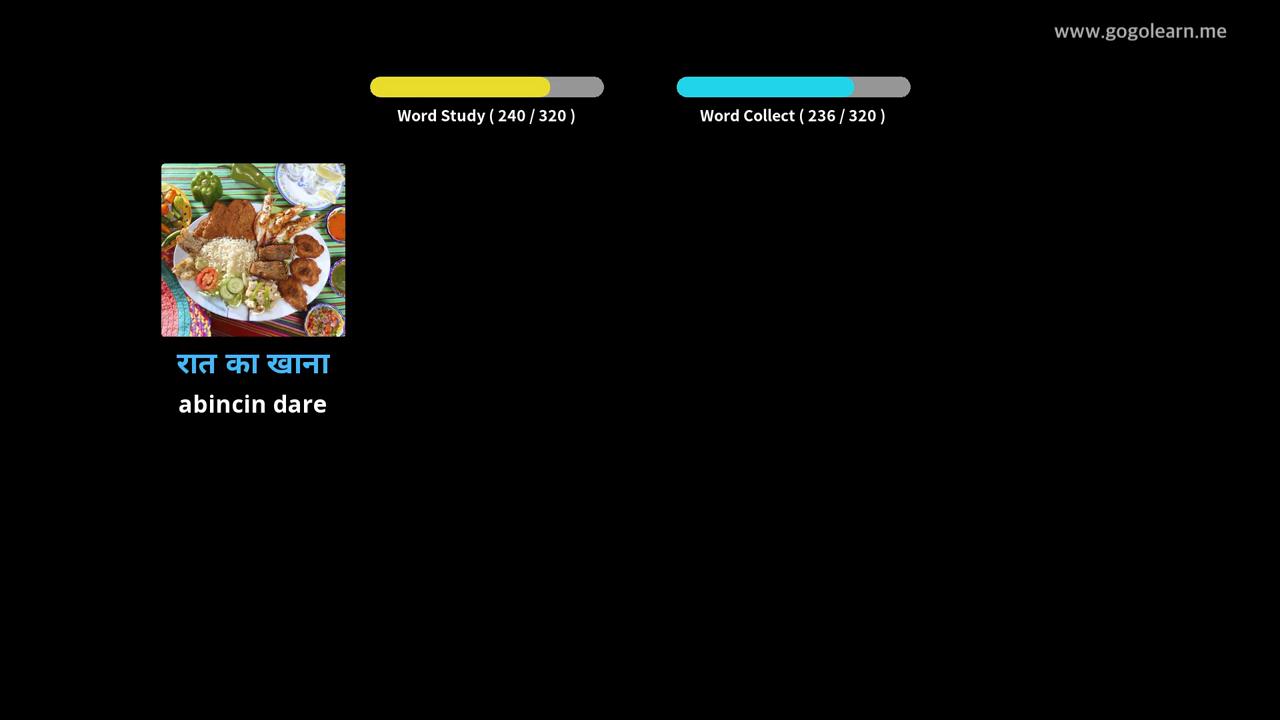 www.gogolearn.me
Word Study ( 240 / 320 )
Word Collect ( 236 / 320 )
रात का खाना
abincin dare